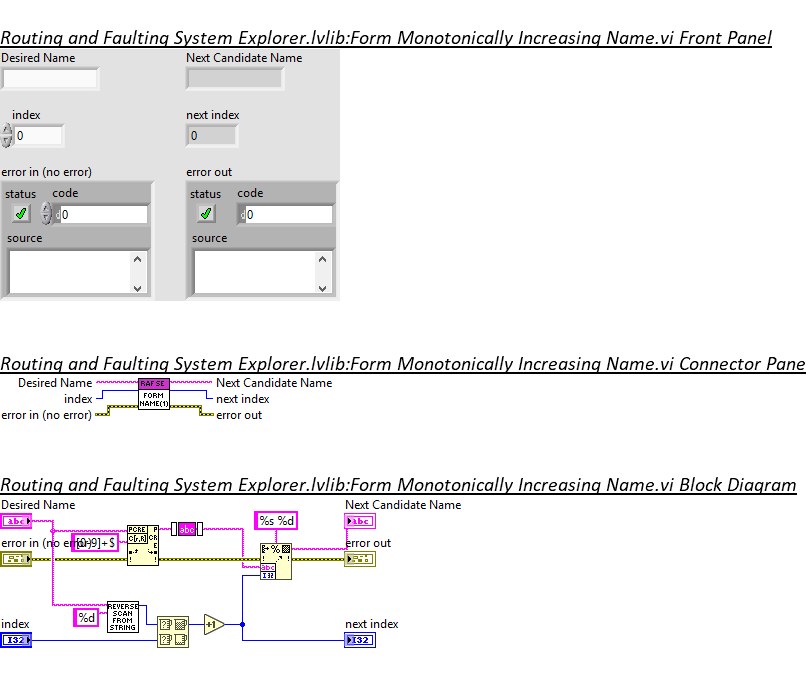 Routing and Faulting System Explorer.lvlib:Form Monotonically Increasing Name.vi Front Panel
Desired Name
Next Candidate Name
index
next index
0
0
error in (no error)
error out
status code
status code
0
0
source
source
Routing and Faulting System Explorer.lvlib:Form Monotonically Increasing Name.vi Connector Pane
Desired Name
RAFSE
Next Candidate Name
index
FORM
next index
NAME(1)
error in (no error)
error out
Routing and Faulting System Explorer.lvlib:Form Monotonically Increasing Name.vi Block Diagram
Desired Name
Next Candidate Name
%s %d
abc
PCRE
abc
abc
error in (no
error out
9]+$
abc
I32
REVERSE
SCAN
FROM
STRING
%d
index
+1
next index
I32
I32